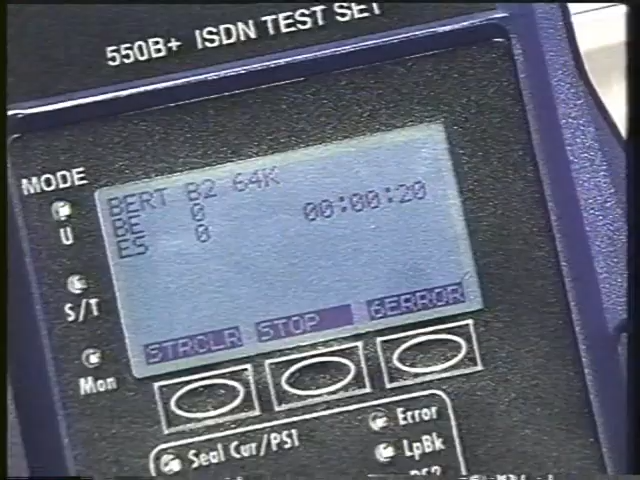 550B+ ISDN TEST SET
MODE
U
S/T
Mon
BERT B2 64K
BE 0 00:00:20
ES 0
STRCLR STOP 6ERROR
Seal Cur/PS1
Error
LpBk